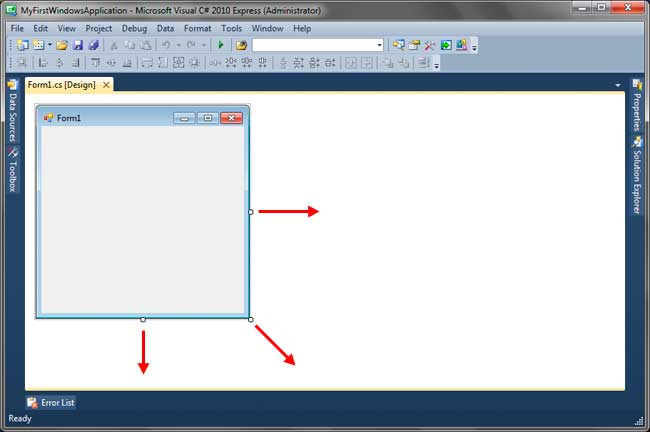 MyFirstWindowsApplication - Microsoft Visual C# 2010 Express (Administrator)
File Edit View Project Debug Data Format Tools Window Help
Form1.cs [Design]
Data Sources
Toolbox
Form1
Properties
Solution Explorer
Error List
Ready